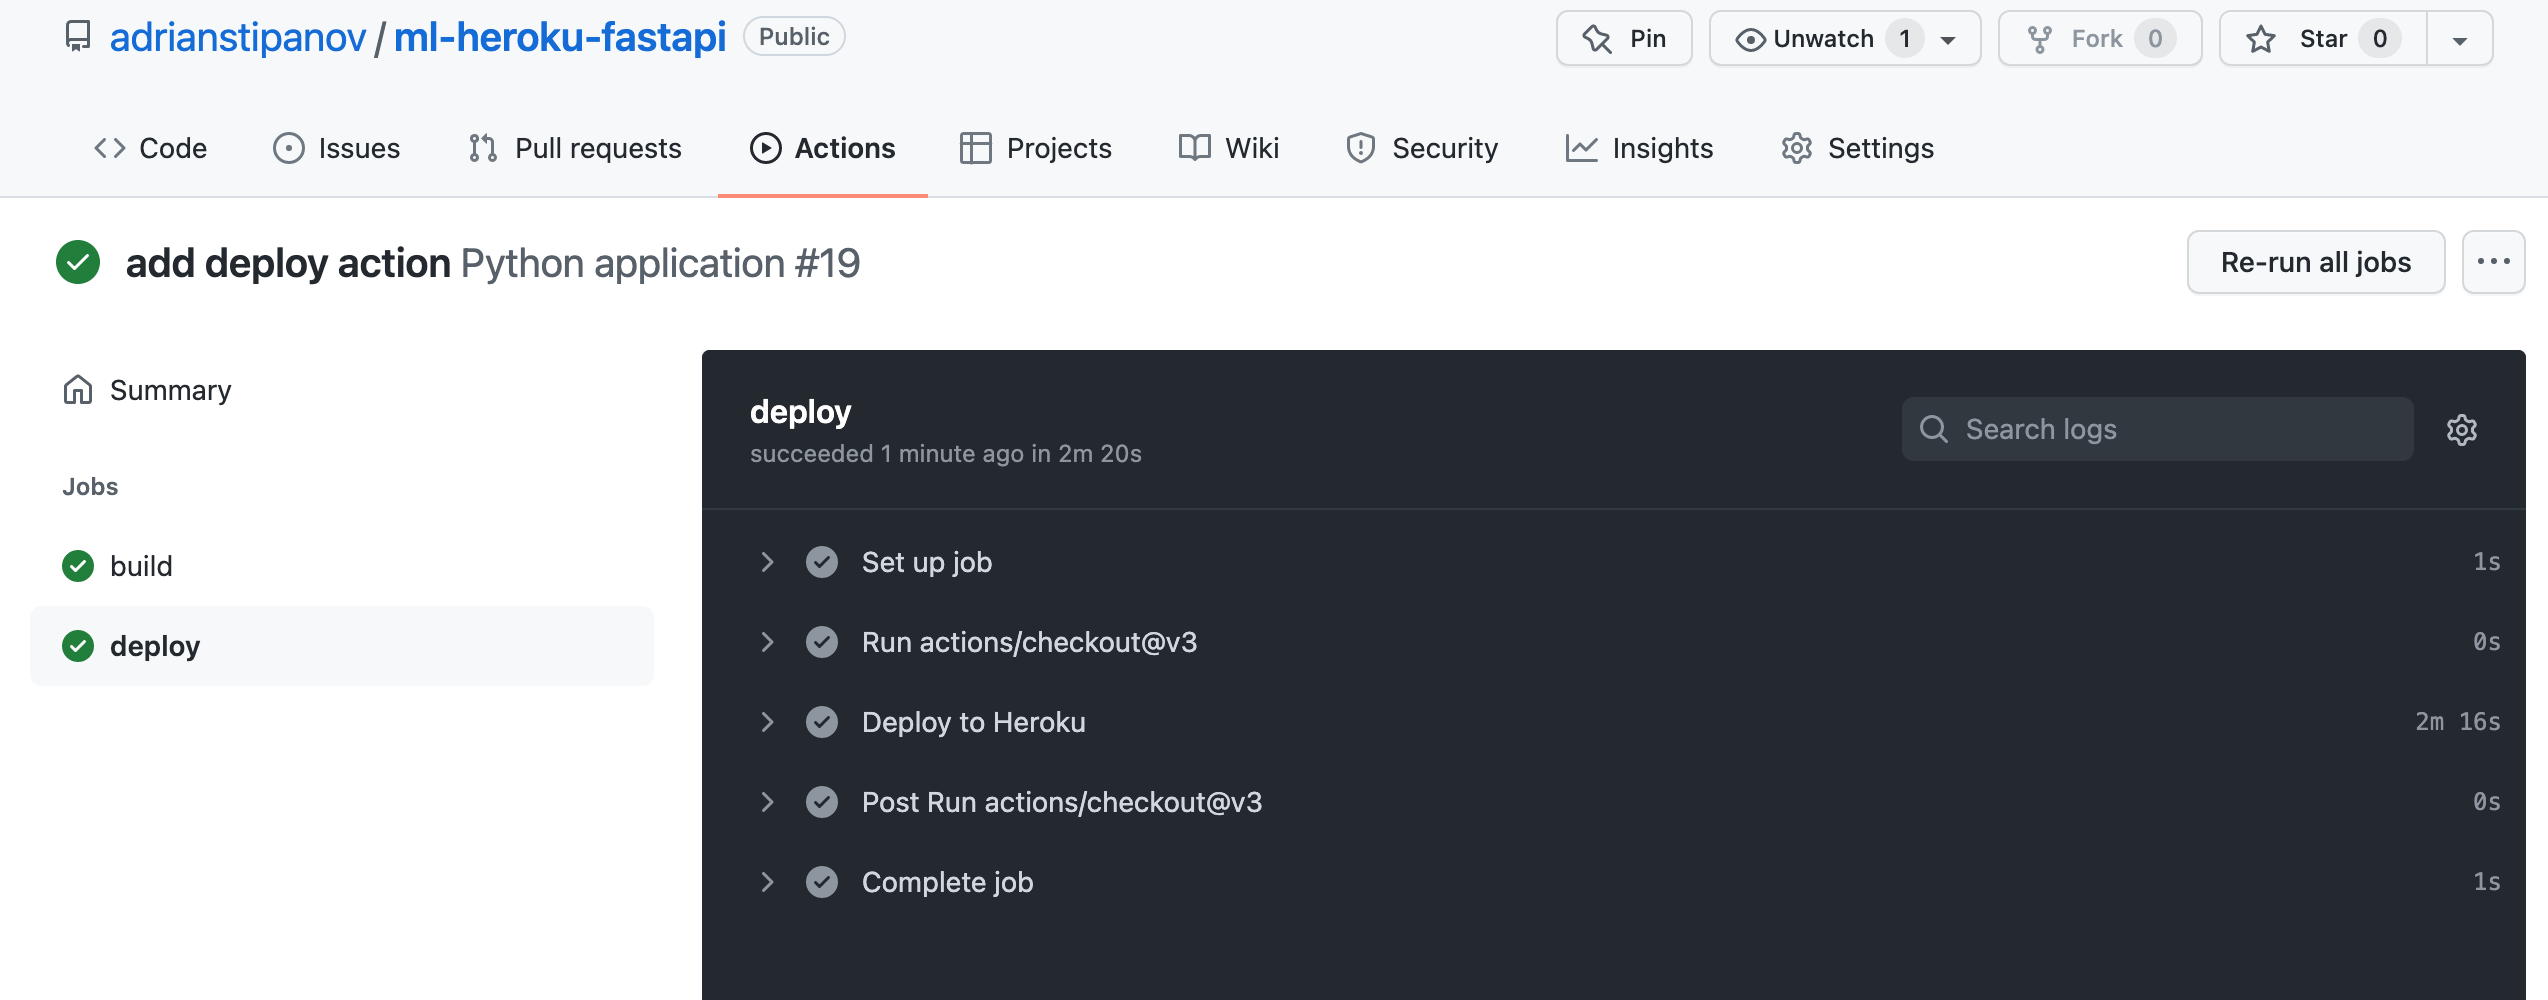 adrianstipanov / ml-heroku-fastapi Public Pin Unwatch 1 Fork 0 Star 0
Code Issues Pull requests Actions Projects Wiki Security Insights Settings
add deploy action Python application #19 Re-run all jobs ...
Summary
Jobs
build
deploy
deploy
succeeded 1 minute ago in 2m 20s
Search logs
Set up job 1s
Run actions/checkout@v3 0s
Deploy to Heroku 2m 16s
Post Run actions/checkout@v3 0s
Complete job 1s